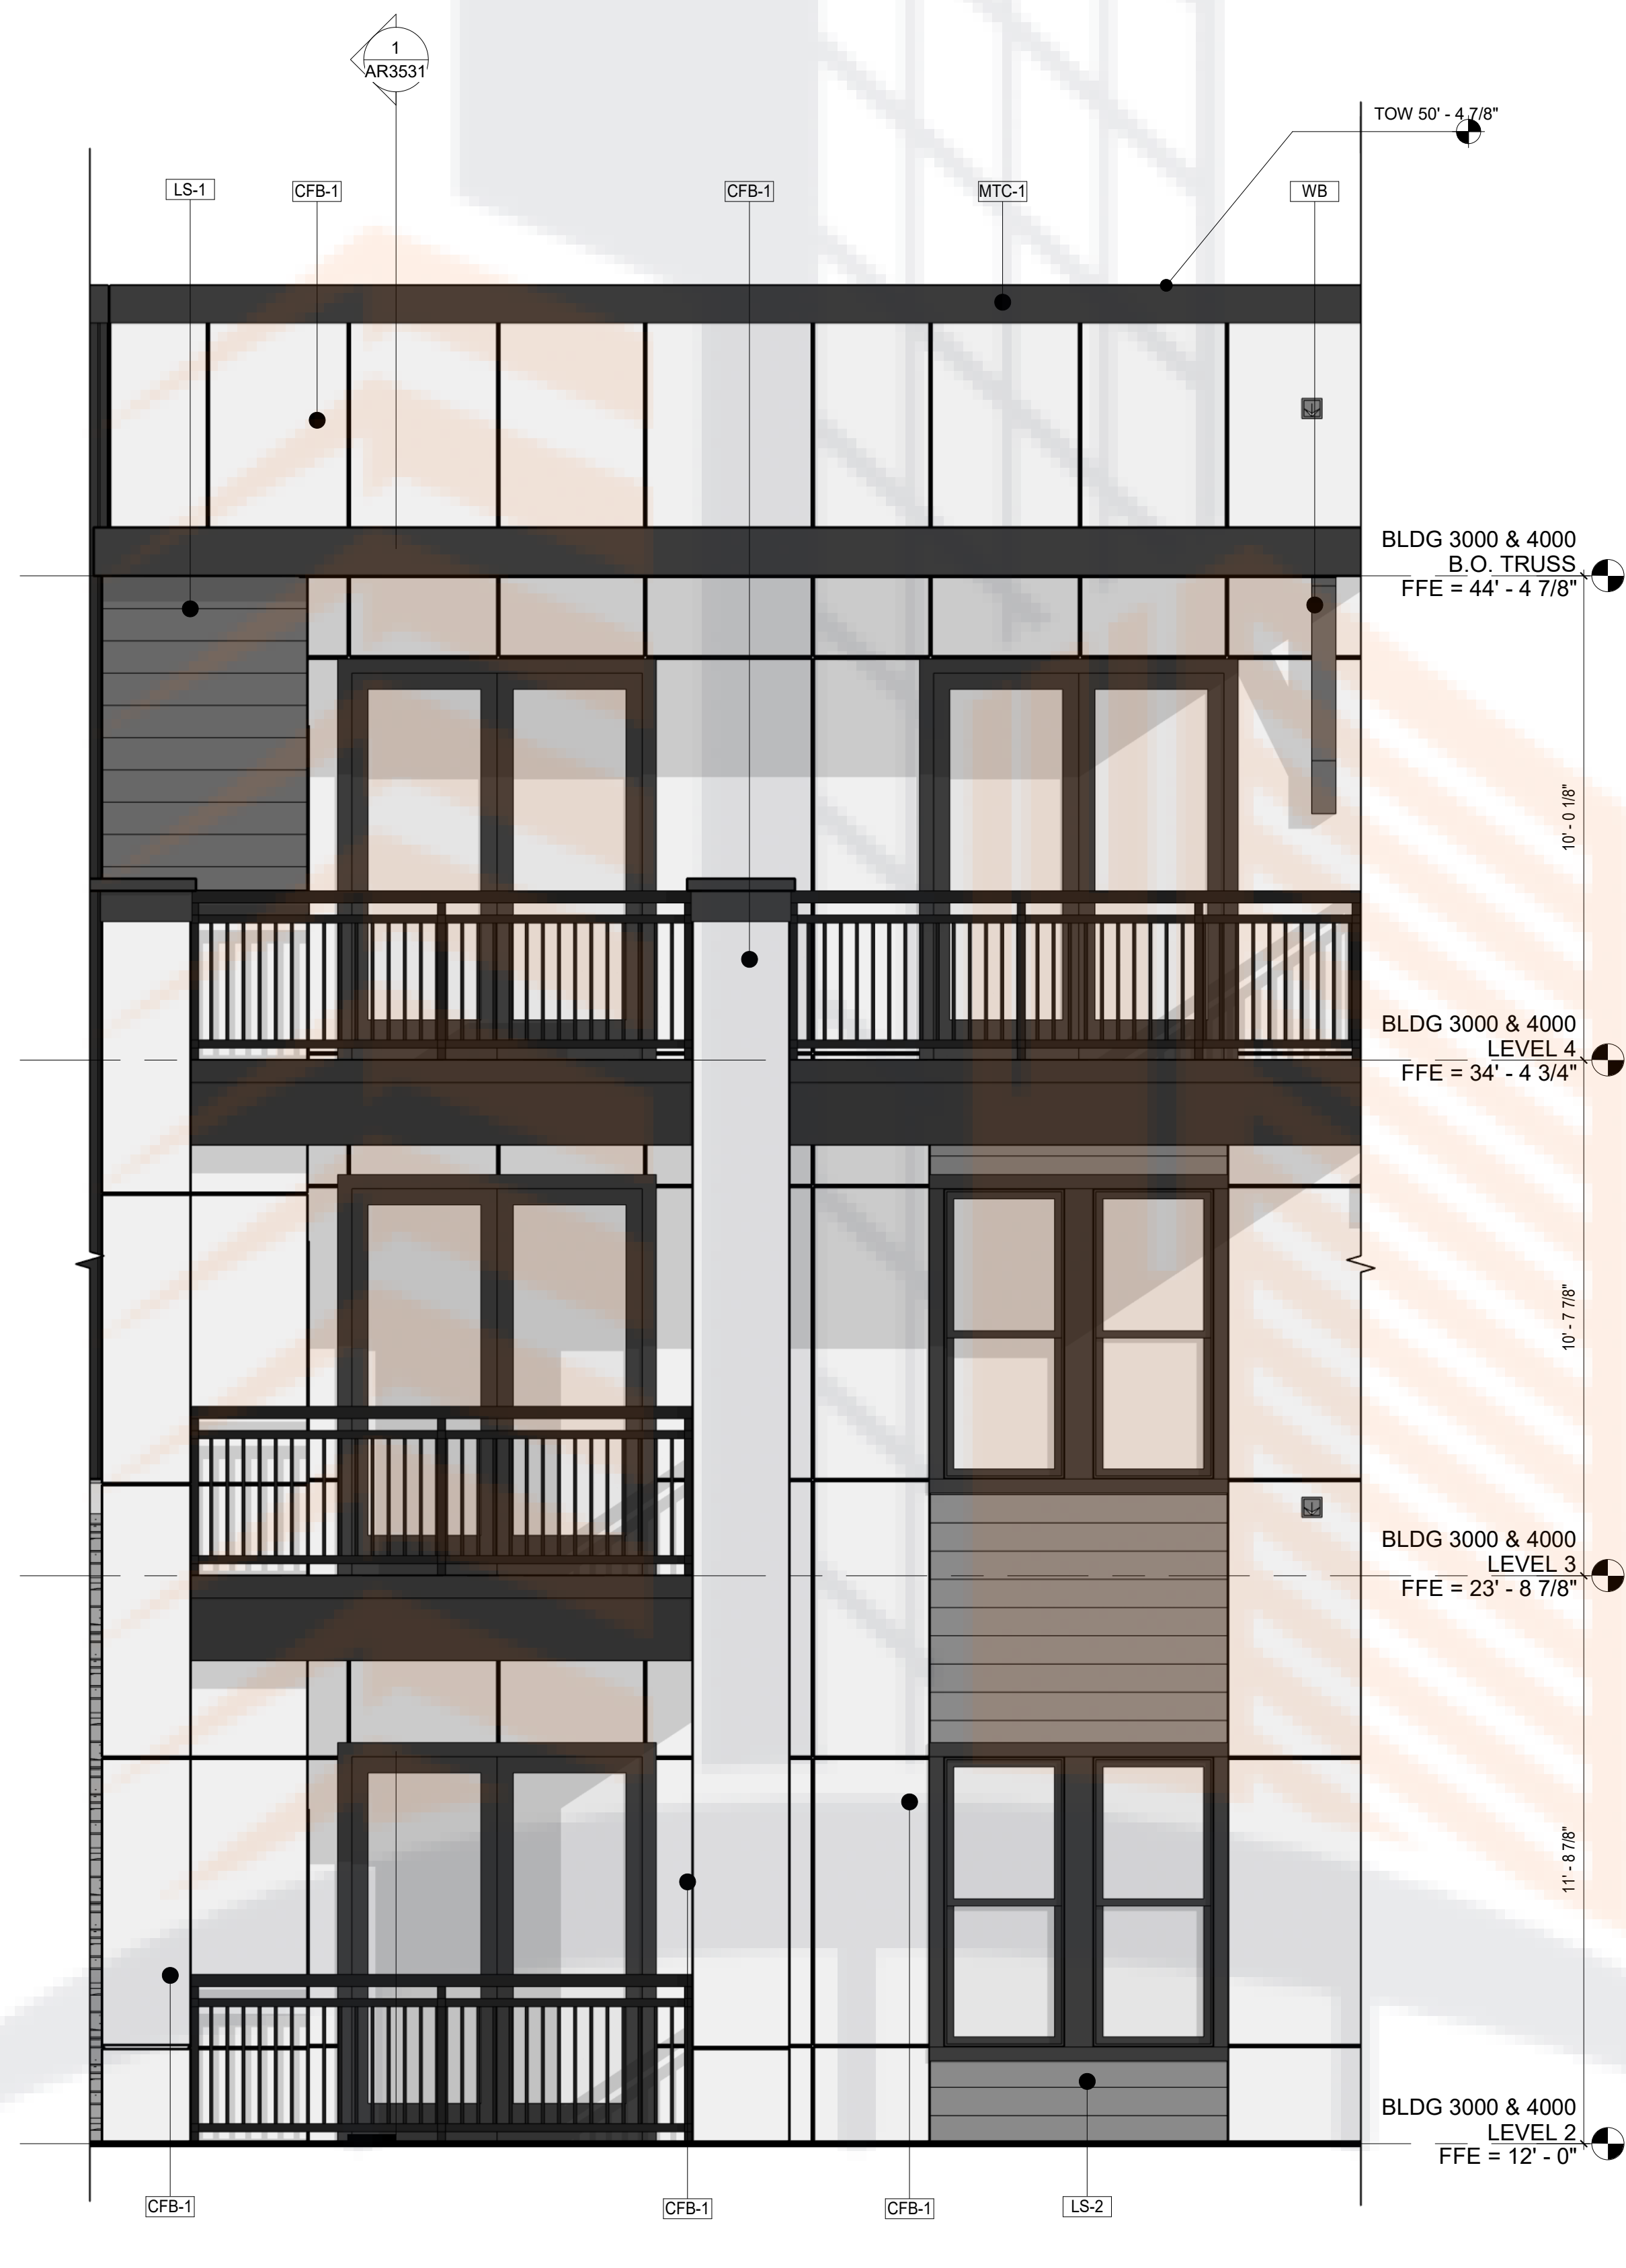 1
AR3531
TOW 50' - 4 7/8"
LS-1
CFB-1
CFB-1
MTC-1
WB
BLDG 3000 & 4000
B.O. TRUSS
FFE = 44' - 4 7/8"
10' - 0 1/8"
BLDG 3000 & 4000
LEVEL 4
FFE = 34' - 4 3/4"
10' - 7 7/8"
BLDG 3000 & 4000
LEVEL 3
FFE = 23' - 8 7/8"
11' - 8 7/8"
BLDG 3000 & 4000
LEVEL 2
FFE = 12' - 0"
CFB-1
CFB-1
CFB-1
LS-2